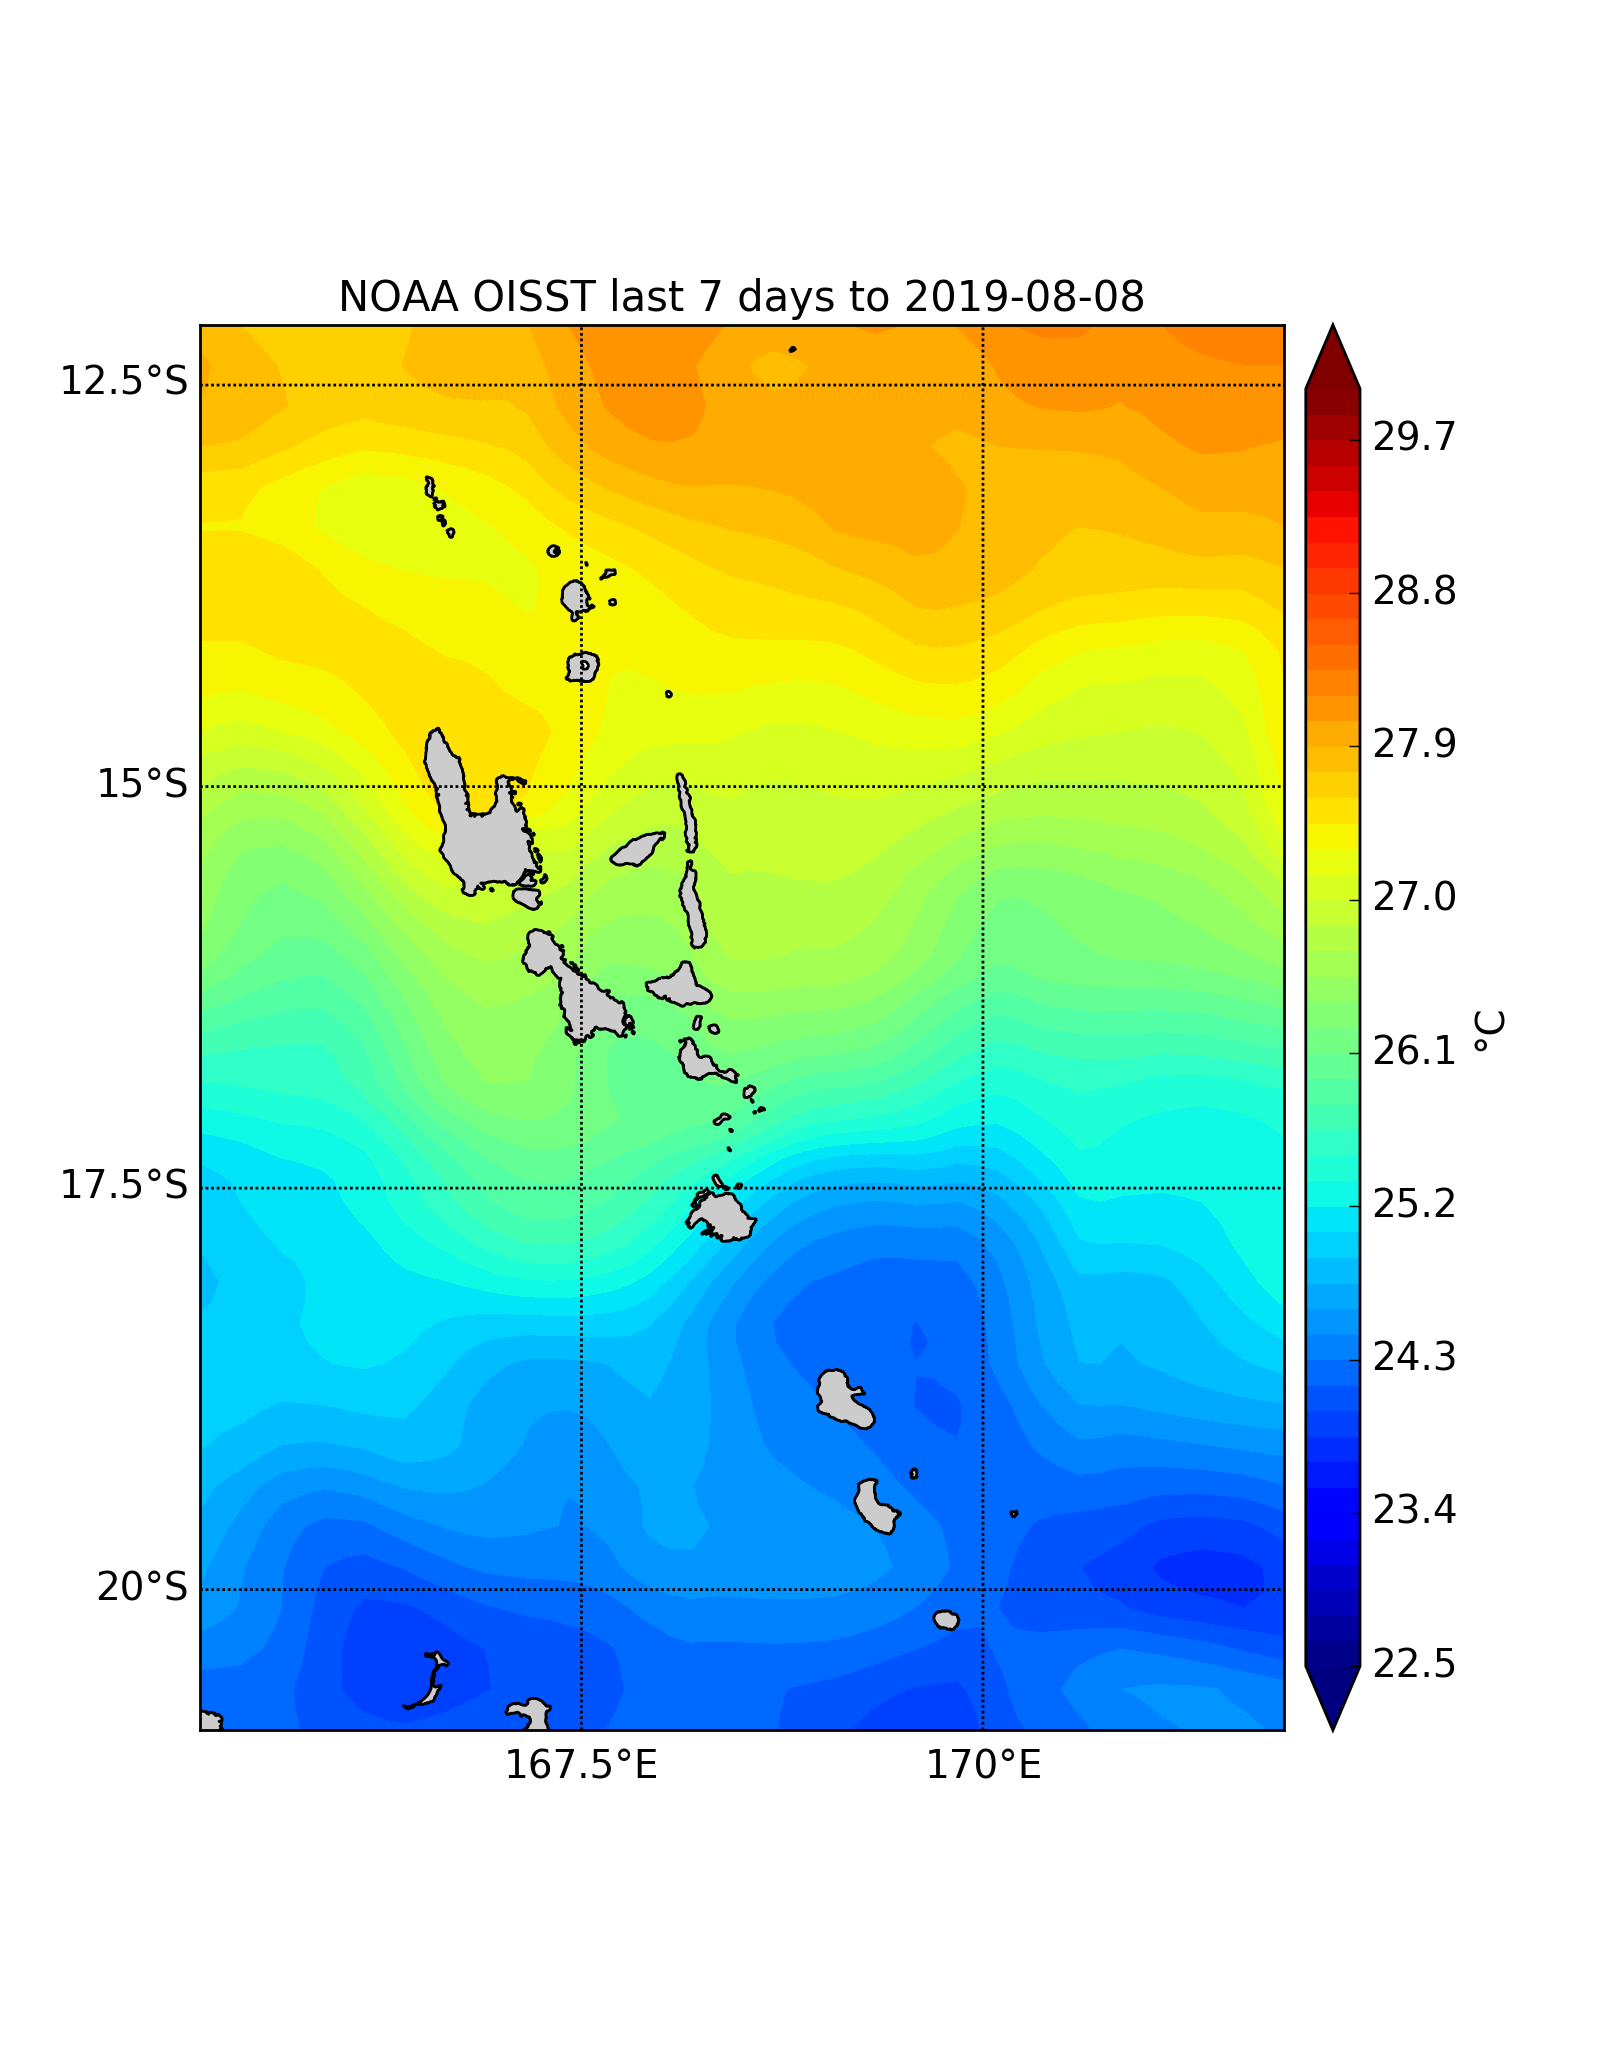 NOAA OISST last 7 days to 2019-08-08
12.5°S
15°S
17.5°S
20°S
167.5°E
170°E
29.7
28.8
27.9
27.0
26.1
25.2
24.3
23.4
22.5
°C